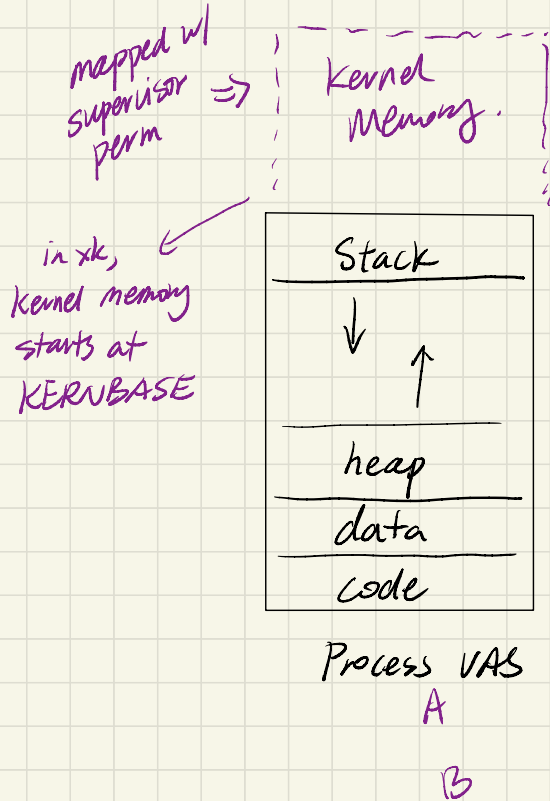 mapped w/
supervisor
perm
⇒
Kernel
Memory.
in xk,
kernel memory
starts at
KERNBASE
Stack
heap
data
code
Process VAS
A
B